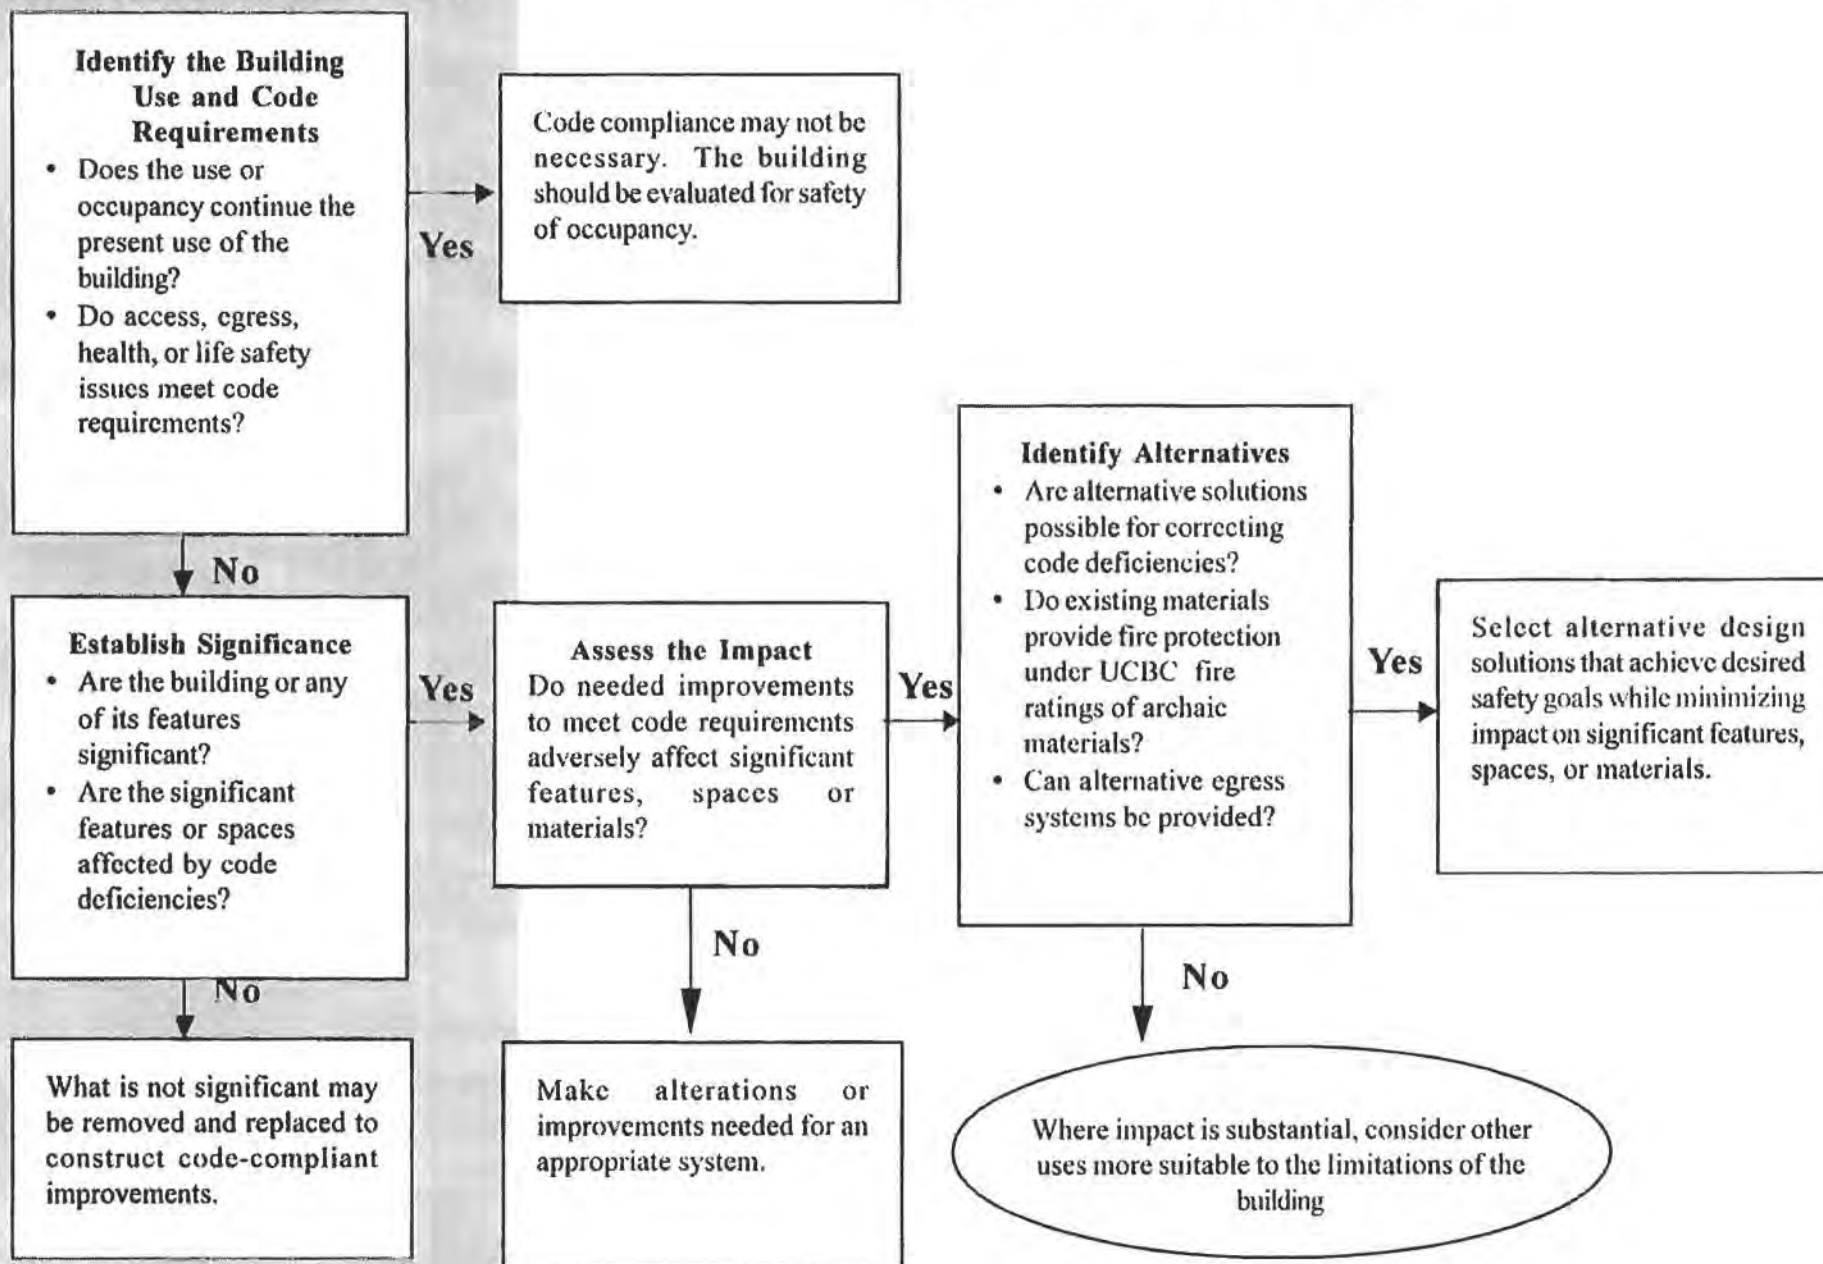 Identify the Building
Use and Code
Requirements
• Does the use or
occupancy continue the
present use of the
building?
• Do access, egress,
health, or life safety
issues meet code
requirements?
Yes
Code compliance may not be
necessary. The building
should be evaluated for safety
of occupancy.
No
Establish Significance
• Are the building or any
of its features
significant?
• Are the significant
features or spaces
affected by code
deficiencies?
Yes
Assess the Impact
Do needed improvements
to meet code requirements
adversely affect significant
features, spaces or
materials?
Yes
Identify Alternatives
• Are alternative solutions
possible for correcting
code deficiencies?
• Do existing materials
provide fire protection
under UCBC fire
ratings of archaic
materials?
• Can alternative egress
systems be provided?
Yes
Select alternative design
solutions that achieve desired
safety goals while minimizing
impact on significant features,
spaces, or materials.
No
What is not significant may
be removed and replaced to
construct code-compliant
improvements.
No
Make alterations or
improvements needed for an
appropriate system.
No
Where impact is substantial, consider other
uses more suitable to the limitations of the
building